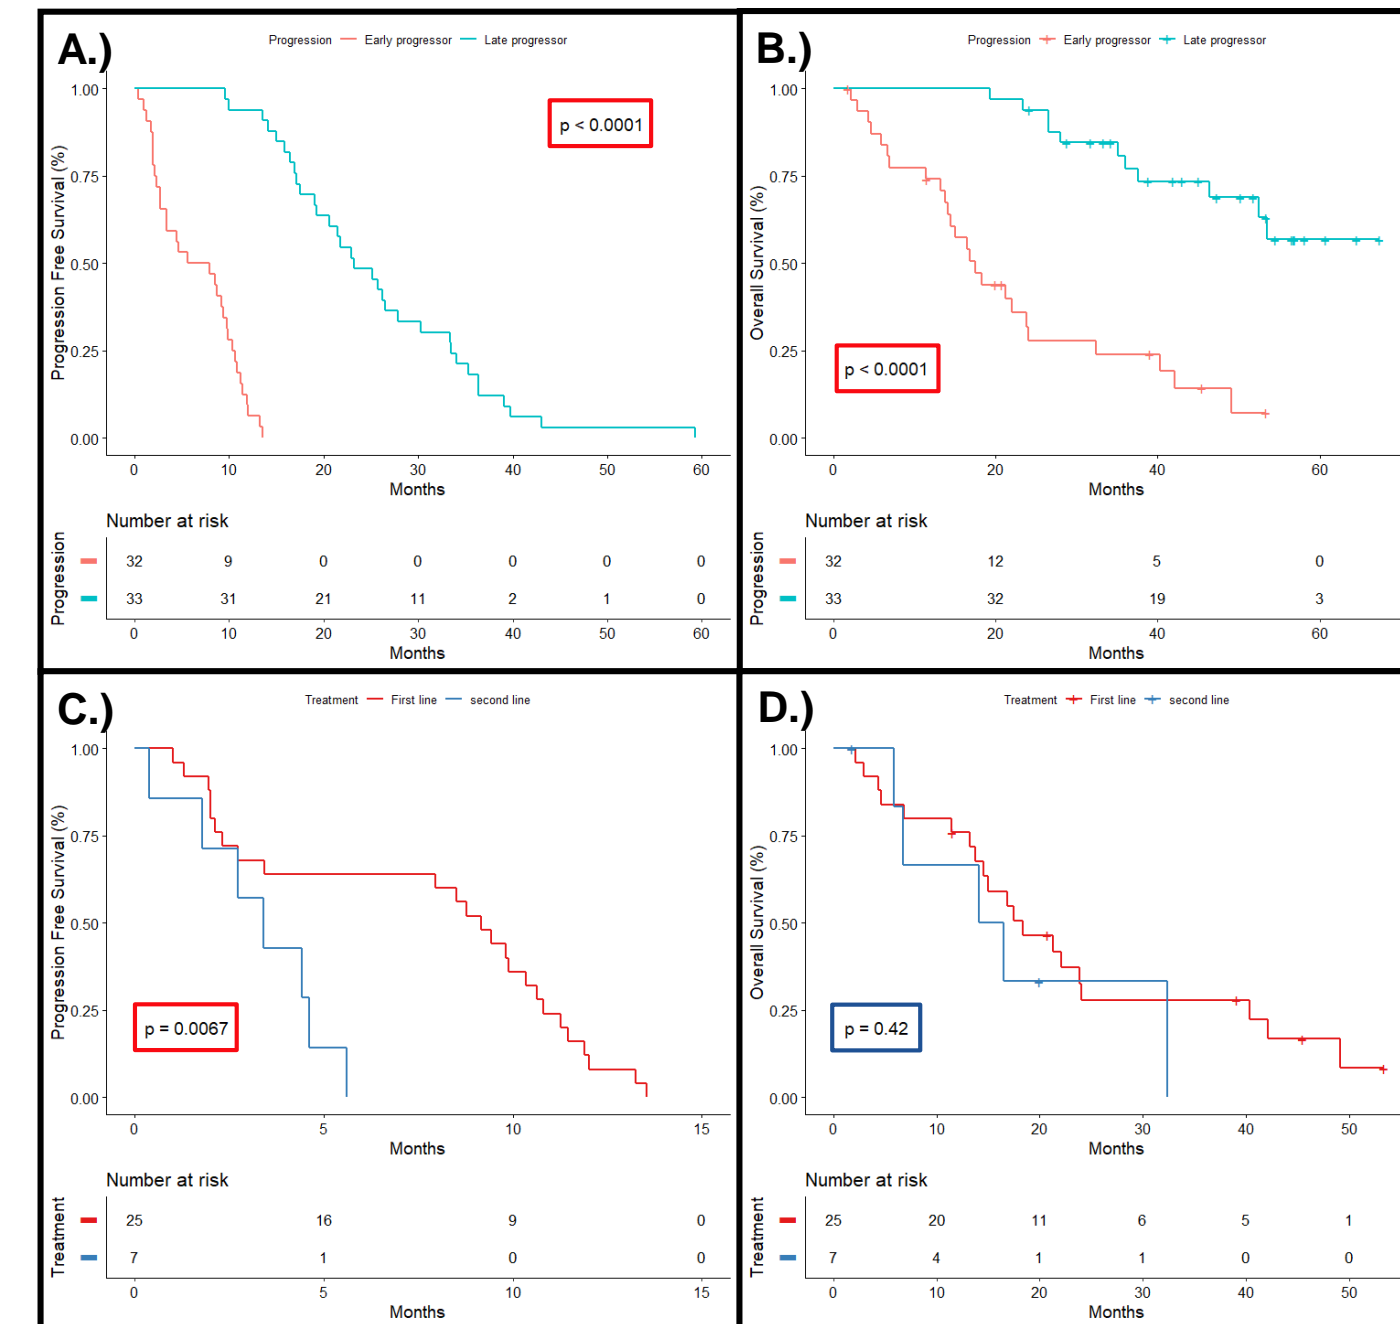 A.)
Progression Early progressor Late progressor
Progression Free Survival (%)
1.00
0.75
0.50
0.25
0.00
p < 0.0001
0 10 20 30 40 50 60
Months
Number at risk
Progression
32 9 0 0 0 0 0
33 31 21 11 2 1 0
0 10 20 30 40 50 60
Months
B.)
Progression Early progressor Late progressor
Overall Survival (%)
1.00
0.75
0.50
0.25
0.00
p < 0.0001
0 20 40 60
Months
Number at risk
Progression
32 12 5 0
33 32 19 3
0 20 40 60
Months
C.)
Treatment First line second line
Progression Free Survival (%)
1.00
0.75
0.50
0.25
0.00
p = 0.0067
0 5 10 15
Months
Number at risk
Treatment
25 16 9 0
7 1 0 0
0 5 10 15
Months
D.)
Treatment First line second line
Overall Survival (%)
1.00
0.75
0.50
0.25
0.00
p = 0.42
0 10 20 30 40 50
Months
Number at risk
Treatment
25 20 11 6 5 1
7 4 1 1 0 0
0 10 20 30 40 50
Months